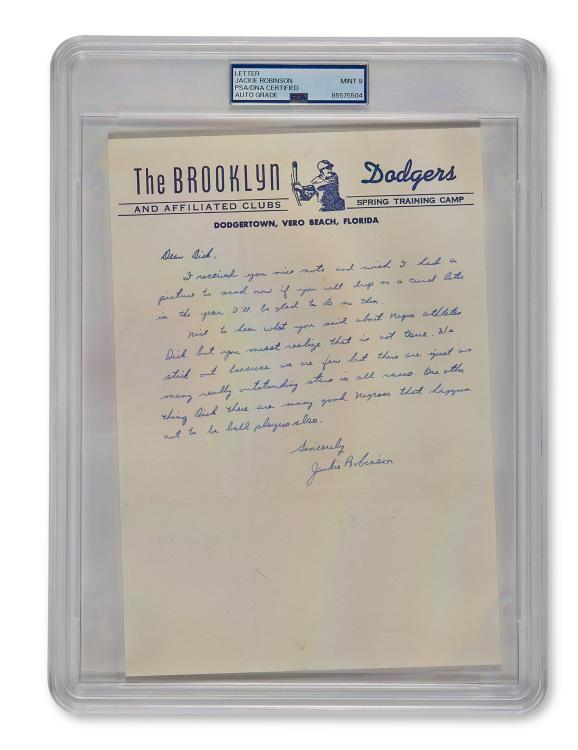 LETTER
JACKIE ROBINSON MINT 9
PSA/DNA CERTIFIED
AUTO GRADE PSA 85575504
The BROOKLYN Dodgers
AND AFFILIATED CLUBS SPRING TRAINING CAMP
DODGERTOWN, VERO BEACH, FLORIDA
Dear Dick,
I received you nice note and wish I had a
picture to send now if you will drop me a card later
in the year I'll be glad to do so then.
Nice to hear what you said about Negro athletes
Dick but you must realize that is not true. We
stick out because we are few but there are just as
many really outstanding stars in all races. One other
thing Dick there are many good Negroes that happen
not to be ball players also.
Sincerely
Jackie Robinson